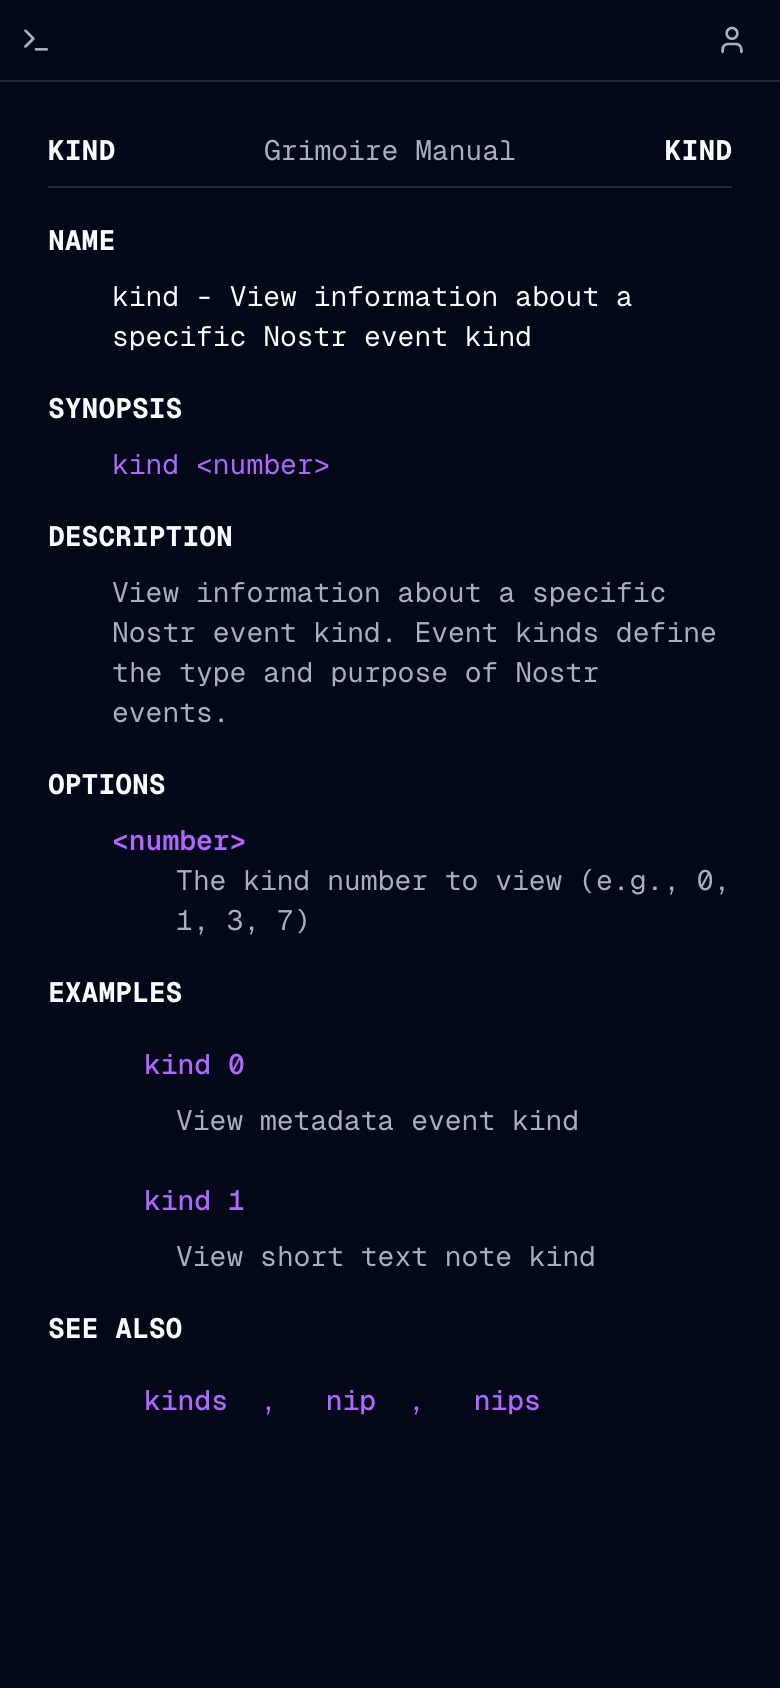 KIND Grimoire Manual KIND
NAME
kind - View information about a
specific Nostr event kind
SYNOPSIS
kind <number>
DESCRIPTION
View information about a specific
Nostr event kind. Event kinds define
the type and purpose of Nostr
events.
OPTIONS
<number>
The kind number to view (e.g., 0,
1, 3, 7)
EXAMPLES
kind 0
View metadata event kind
kind 1
View short text note kind
SEE ALSO
kinds , nip , nips